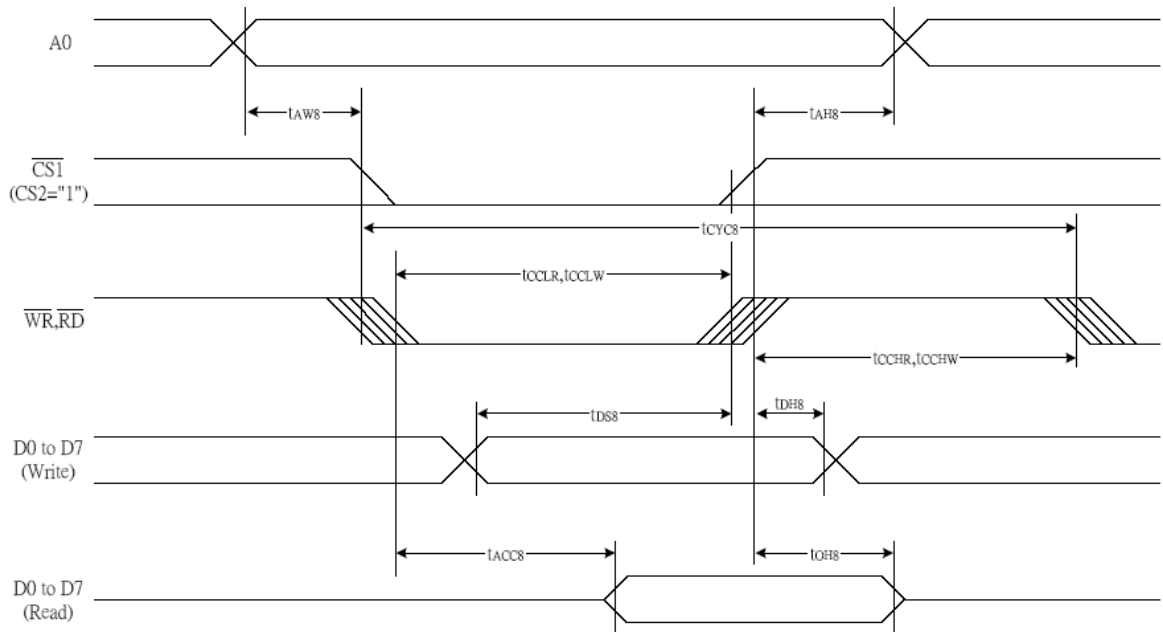 A0
tAW8
tAH8
CS1
(CS2="1")
tCYC8
tCCLR,tCCLW
WR,RD
tCCHR,tCCHW
tDS8
tDH8
D0 to D7
(Write)
tACC8
tOH8
D0 to D7
(Read)